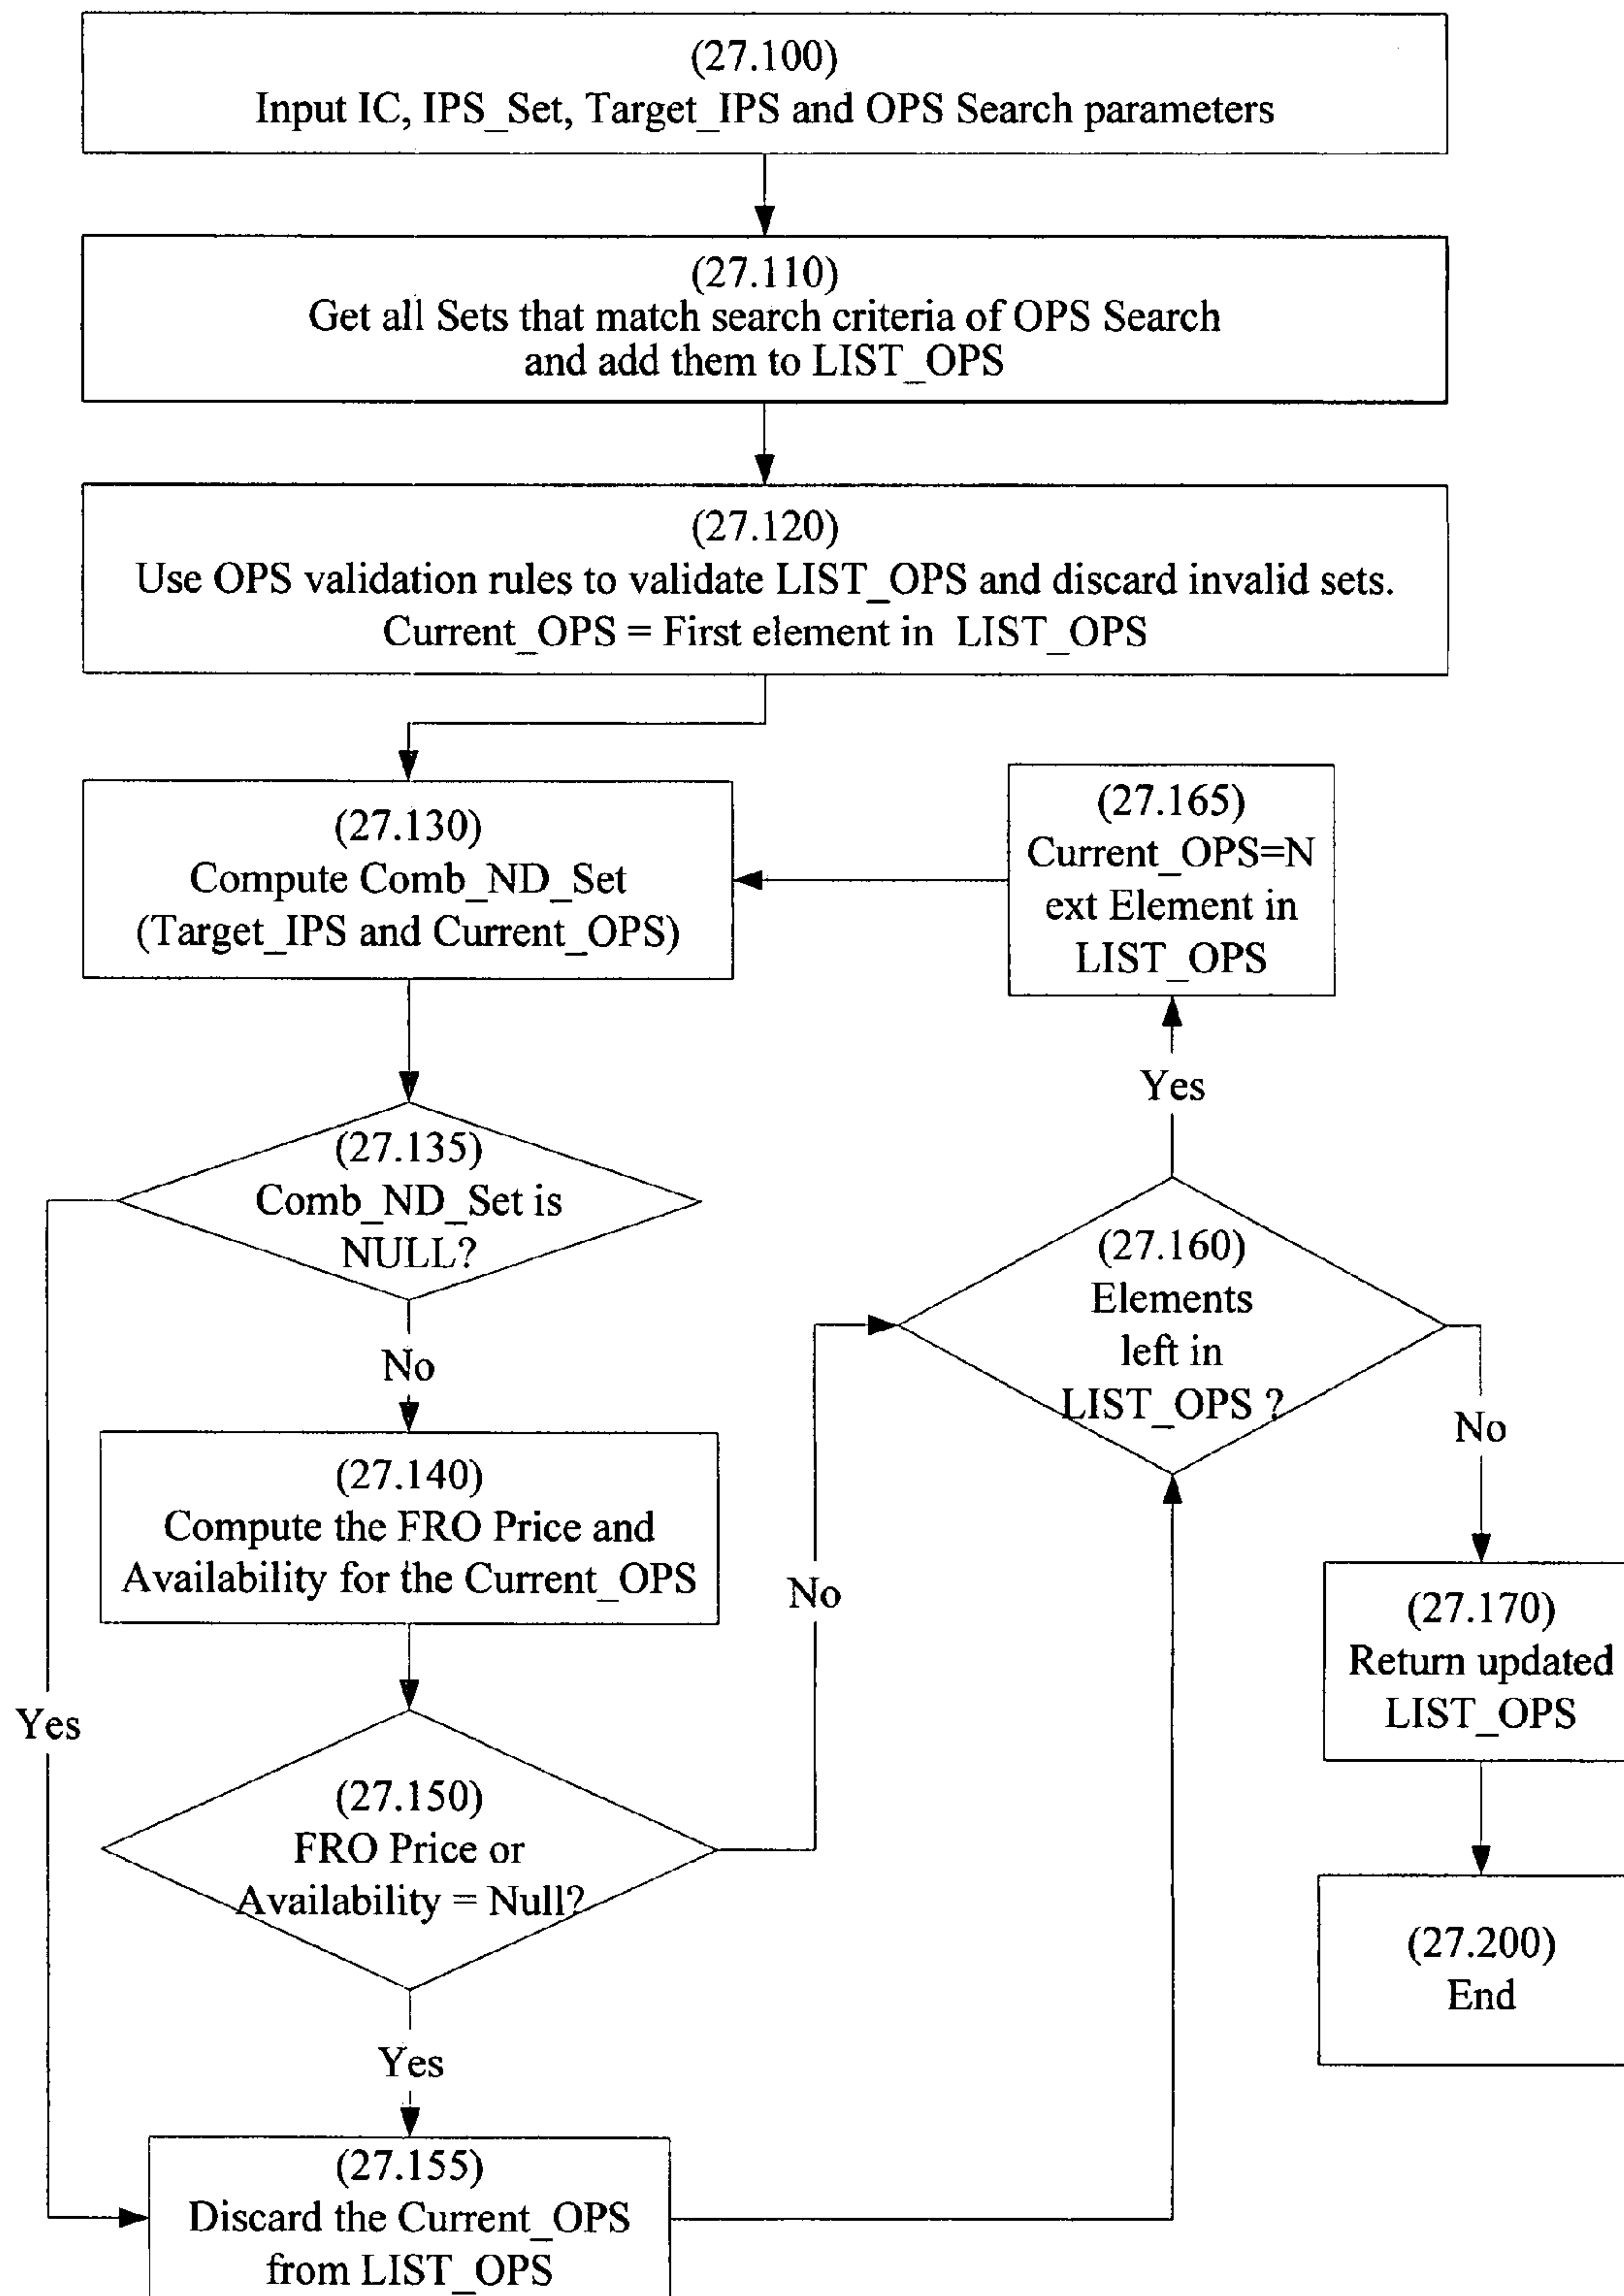 (27.100)
Input IC, IPS_Set, Target_IPS and OPS Search parameters
(27.110)
Get all Sets that match search criteria of OPS Search
and add them to LIST_OPS
(27.120)
Use OPS validation rules to validate LIST_OPS and discard invalid sets.
Current_OPS = First element in LIST_OPS
(27.130)
Compute Comb_ND_Set
(Target_IPS and Current_OPS)
(27.165)
Current_OPS=N
ext Element in
LIST_OPS
Yes
(27.135)
Comb_ND_Set is
NULL?
No
(27.160)
Elements
left in
LIST_OPS ?
No
(27.140)
Compute the FRO Price and
Availability for the Current_OPS
No
(27.170)
Return updated
LIST_OPS
Yes
(27.150)
FRO Price or
Availability = Null?
Yes
(27.200)
End
(27.155)
Discard the Current_OPS
from LIST_OPS